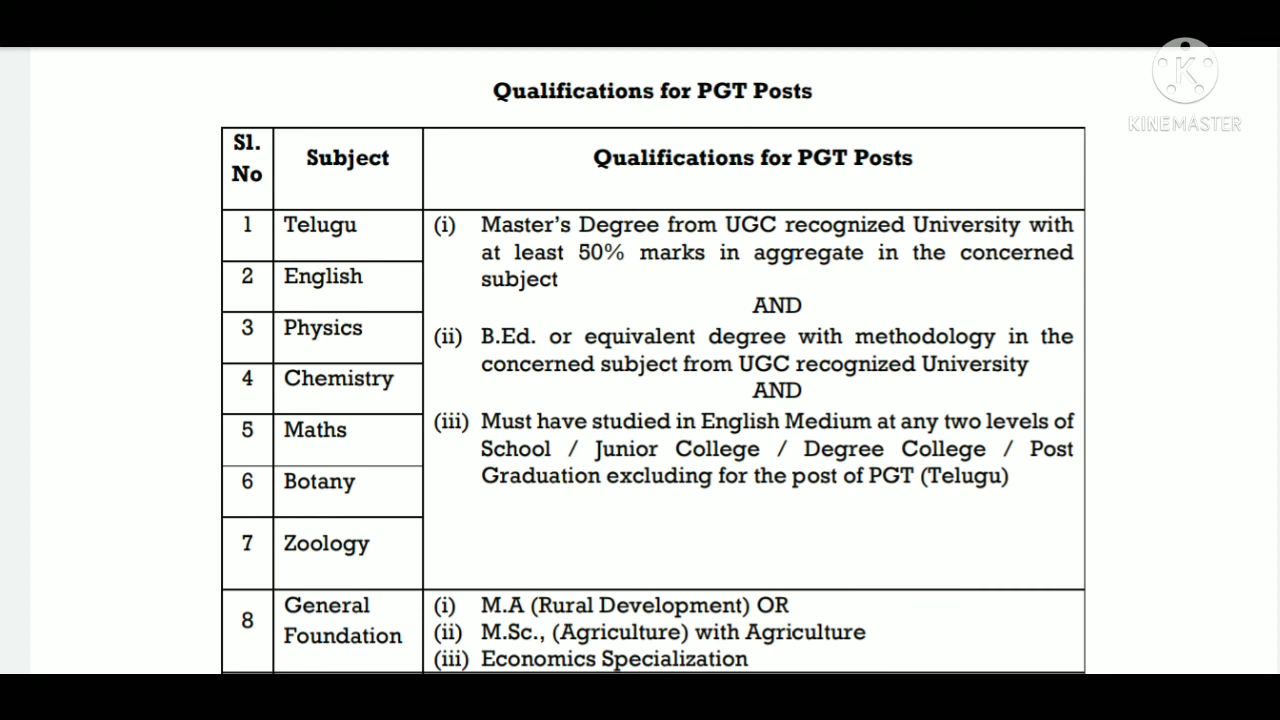 KINEMASTER
Qualifications for PGT Posts
Sl. No
Subject
Qualifications for PGT Posts
1 Telugu
2 English
3 Physics
4 Chemistry
5 Maths
6 Botany
7 Zoology
(i) Master's Degree from UGC recognized University with
at least 50% marks in aggregate in the concerned
subject
AND
(ii) B.Ed. or equivalent degree with methodology in the
concerned subject from UGC recognized University
AND
(iii) Must have studied in English Medium at any two levels of
School / Junior College / Degree College / Post
Graduation excluding for the post of PGT (Telugu)
8 General
Foundation
(i) M.A (Rural Development) OR
(ii) M.Sc., (Agriculture) with Agriculture
(iii) Economics Specialization